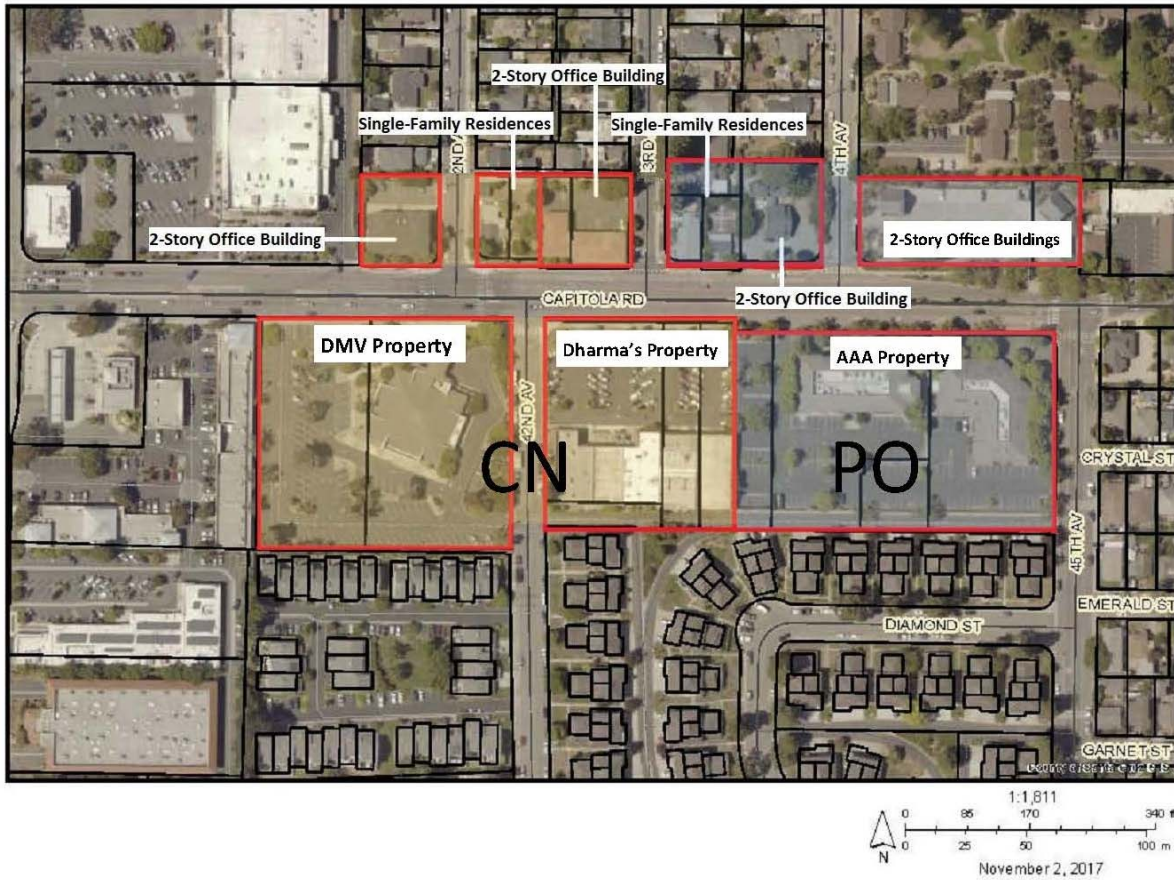 2-Story Office Building
Single-Family Residences
Single-Family Residences
2ND
3RD
4TH AV
2-Story Office Building
2-Story Office Buildings
2-Story Office Building
CAPITOLA RD
DMV Property
Dharma's Property
AAA Property
42ND AV
CN
PO
CRYSTAL ST
45TH AV
EMERALD ST
DIAMOND ST
GARNET ST
1:1,811
0 85 170 340 f
0 25 50 100 m
N
November 2, 2017